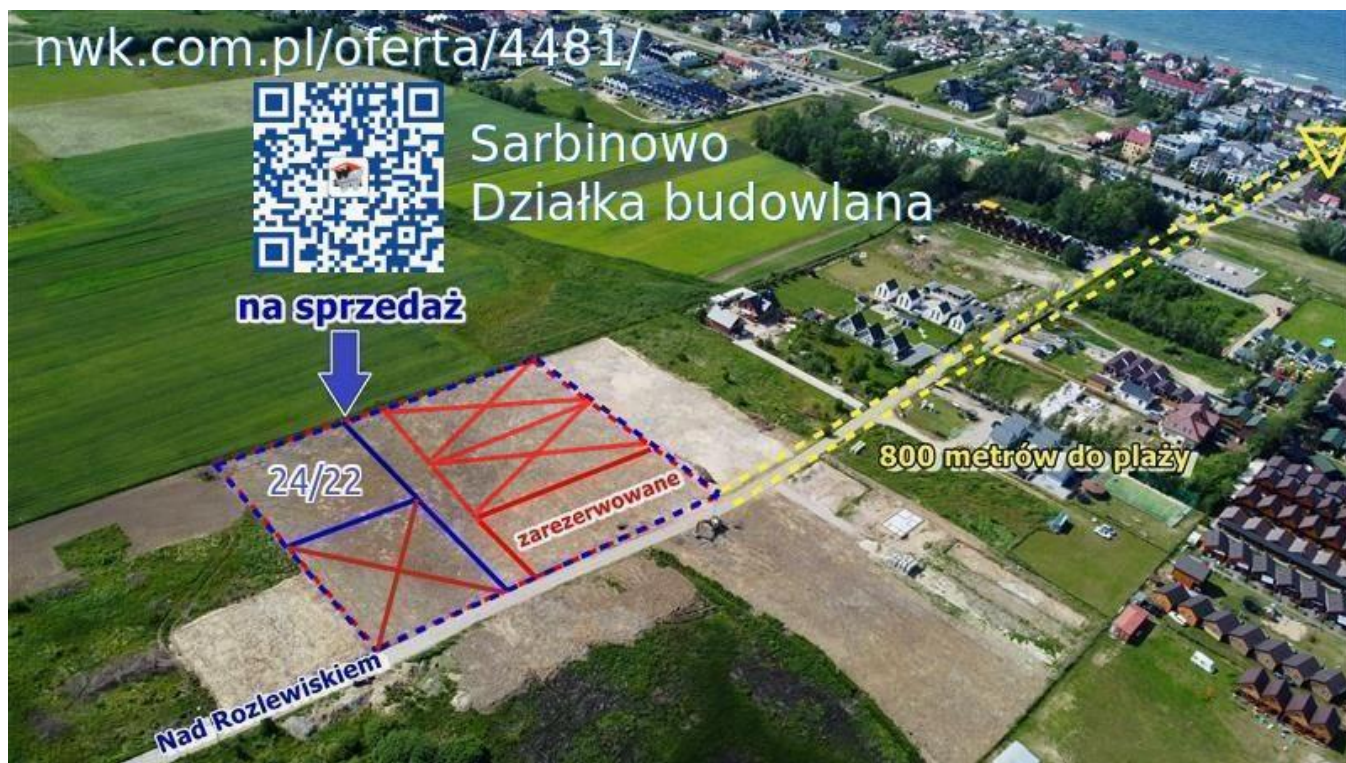 nwk.com.pl/oferta/4481/
Sarbinowo
Działka budowlana
na sprzedaż
24/22
zarezerwowane
800 metrów do plaży
Nad Rozlewiskiem